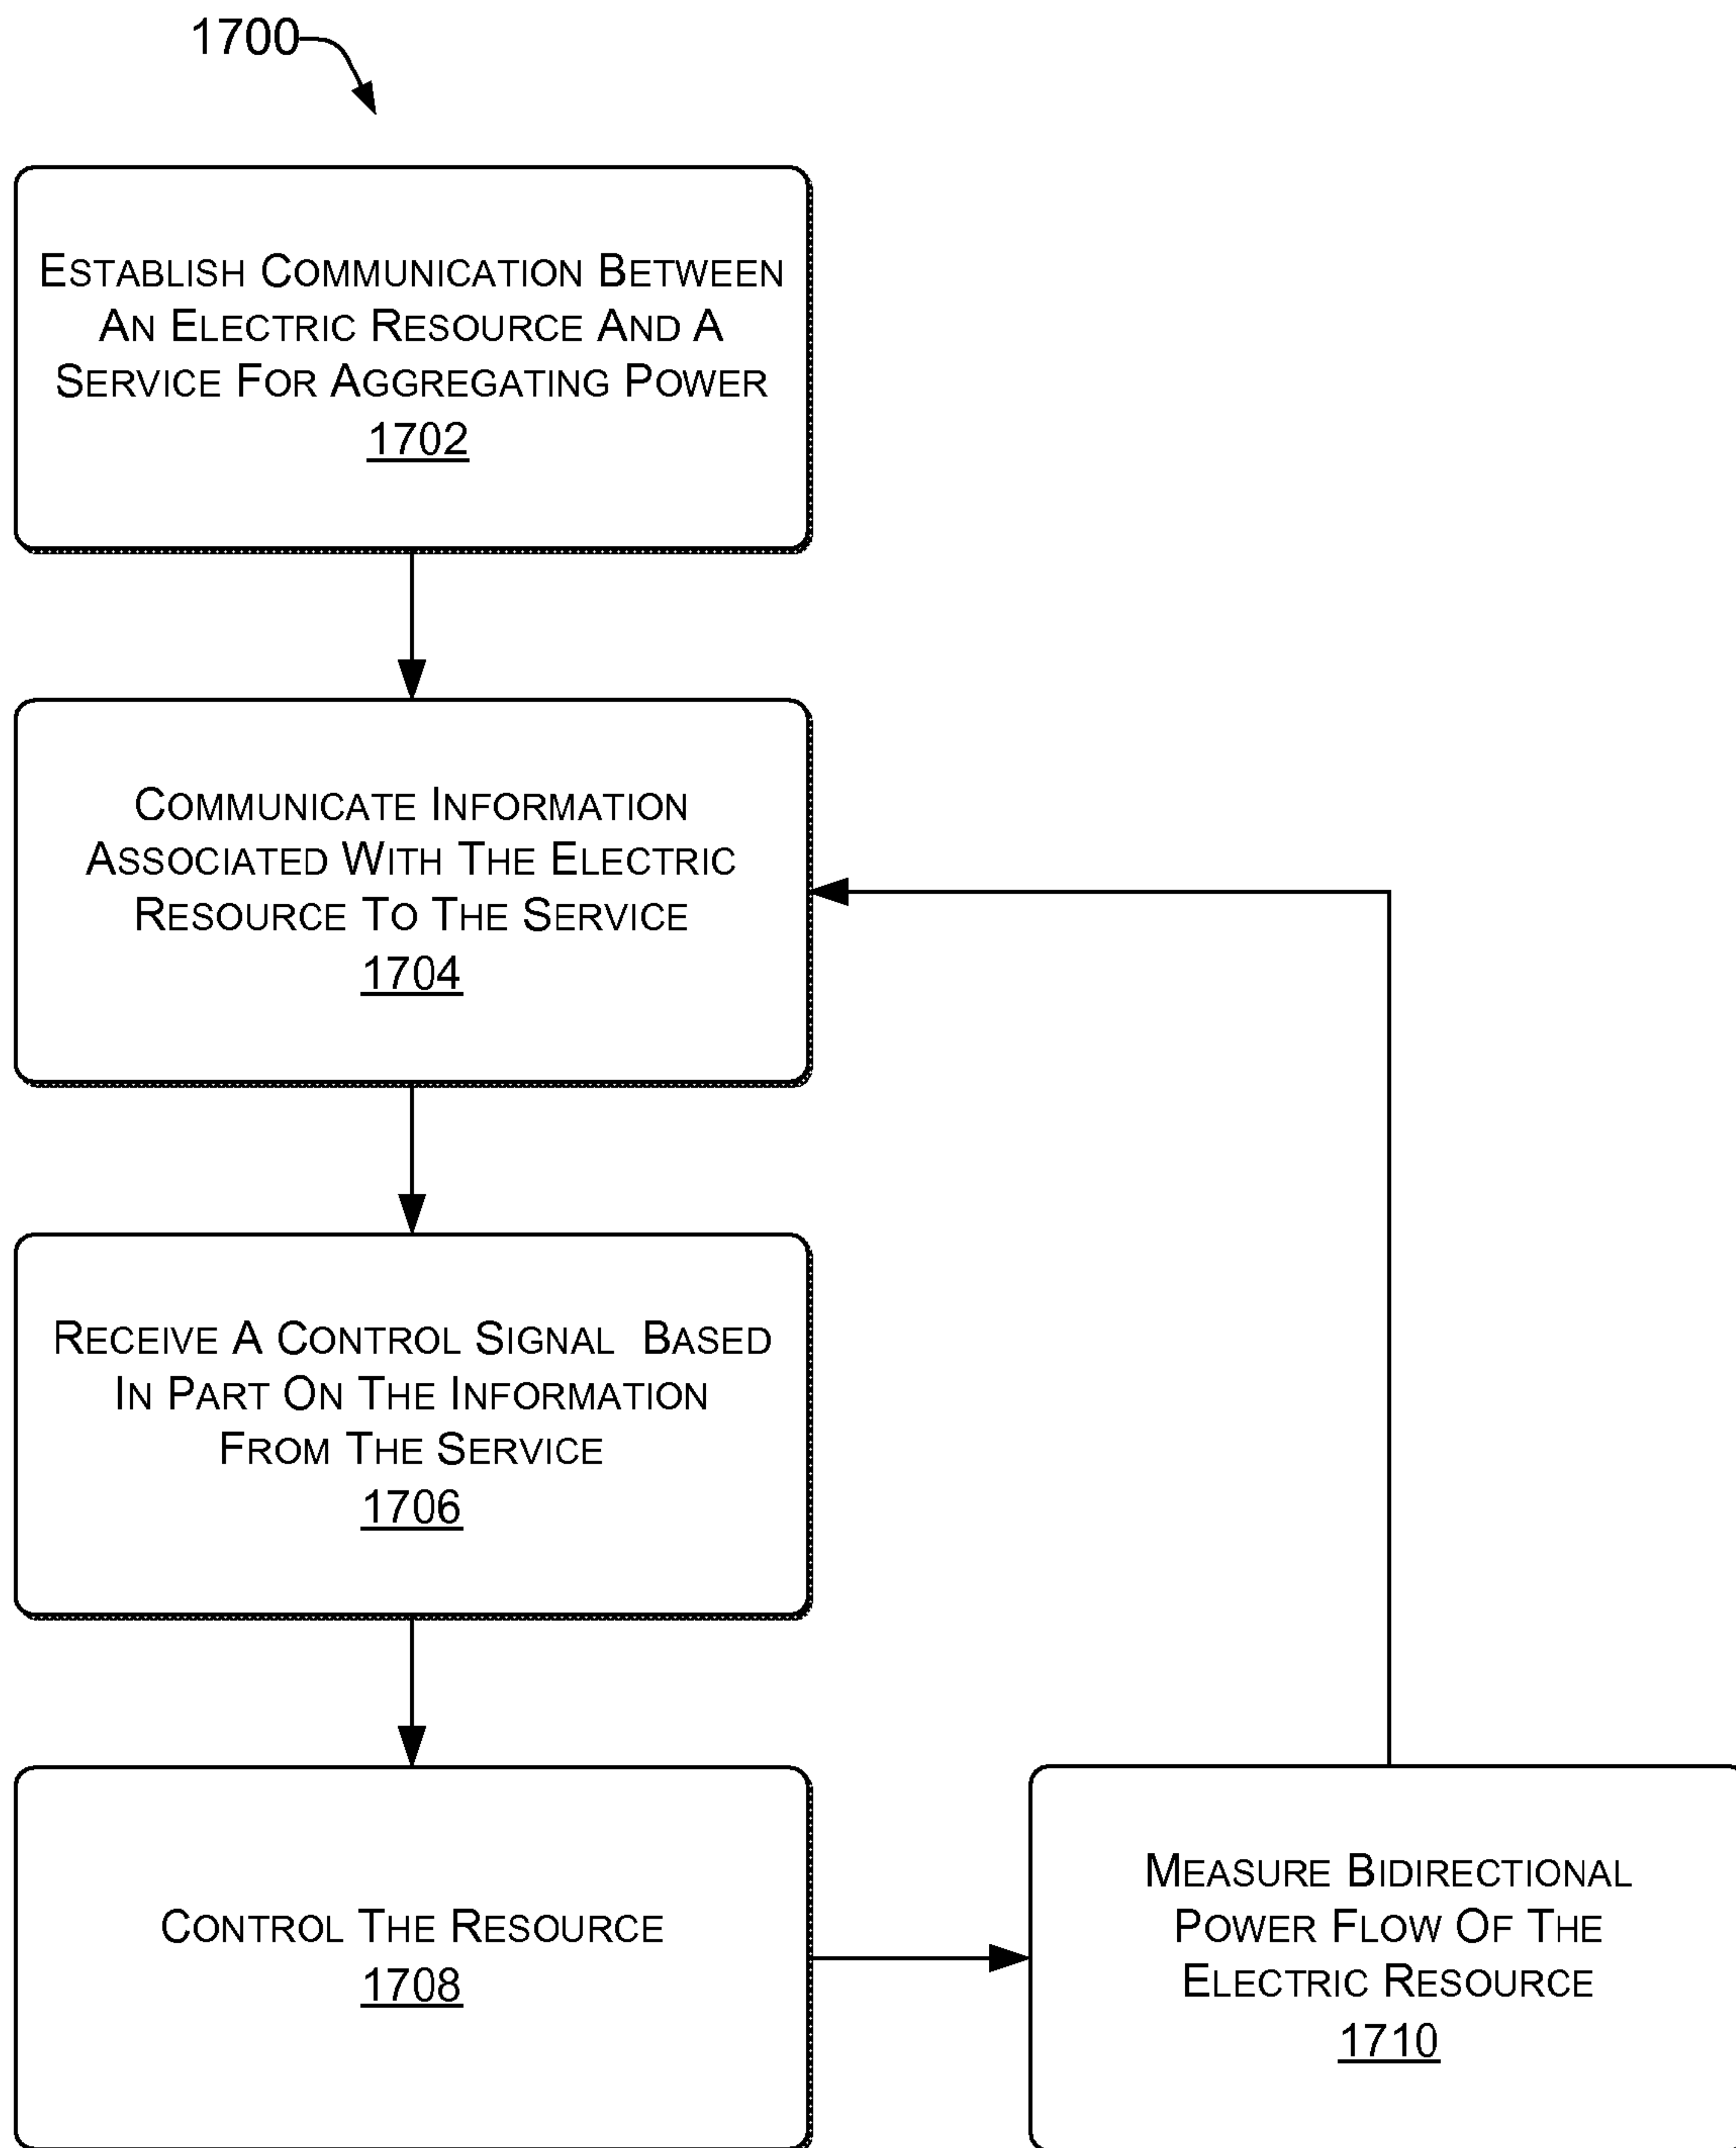 1700
ESTABLISH COMMUNICATION BETWEEN
AN ELECTRIC RESOURCE AND A
SERVICE FOR AGGREGATING POWER
1702
COMMUNICATE INFORMATION
ASSOCIATED WITH THE ELECTRIC
RESOURCE TO THE SERVICE
1704
RECEIVE A CONTROL SIGNAL BASED
IN PART ON THE INFORMATION
FROM THE SERVICE
1706
CONTROL THE RESOURCE
1708
MEASURE BIDIRECTIONAL
POWER FLOW OF THE
ELECTRIC RESOURCE
1710